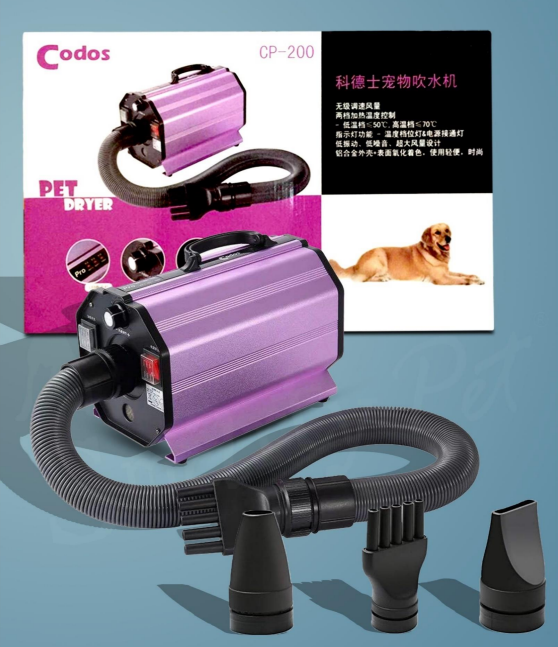 Codos
CP-200
科德士宠物吹水机
无级调速风量
两档加热温度控制
- 低温档≤50℃, 高温档≤70℃
指示灯功能 - 温度档位灯&电源接通灯
低振动、低噪音、超大风量设计
铝合金外壳+表面氧化着色, 使用轻便, 时尚
PET
DRYER
Pro
Codos
Pet